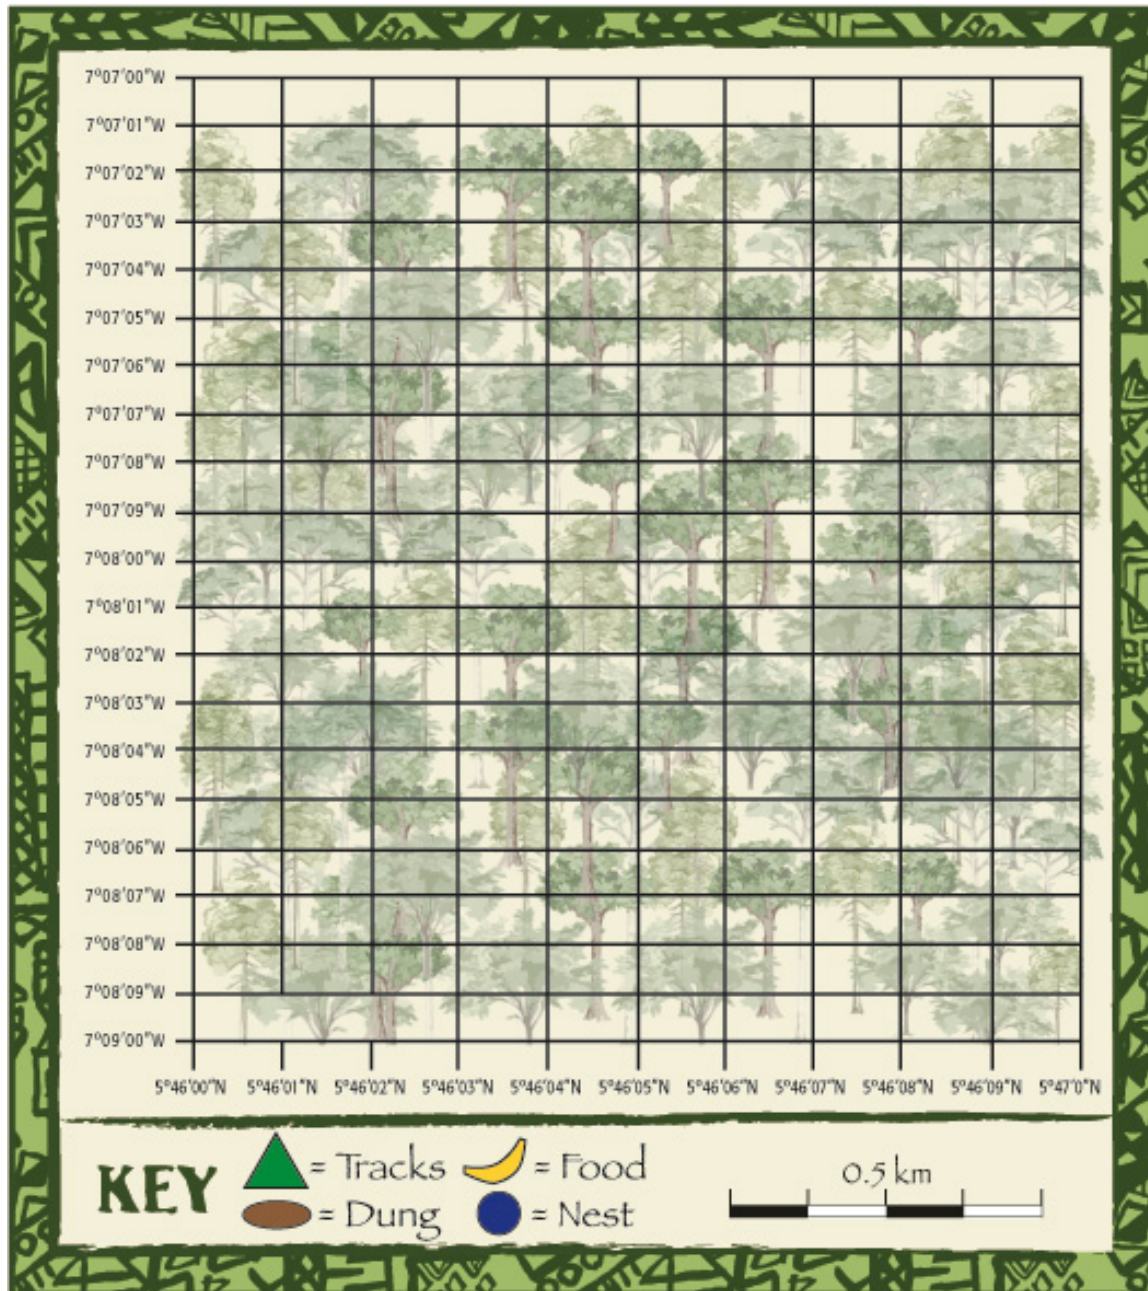 7°07'00"W
7°07'01"W
7°07'02"W
7°07'03"W
7°07'04"W
7°07'05"W
7°07'06"W
7°07'07"W
7°07'08"W
7°07'09"W
7°08'00"W
7°08'01"W
7°08'02"W
7°08'03"W
7°08'04"W
7°08'05"W
7°08'06"W
7°08'07"W
7°08'08"W
7°08'09"W
7°09'00"W
5°46'00"N 5°46'01"N 5°46'02"N 5°46'03"N 5°46'04"N 5°46'05"N 5°46'06"N 5°46'07"N 5°46'08"N 5°46'09"N 5°47'0"N
KEY = Tracks = Food 0.5 km
= Dung = Nest